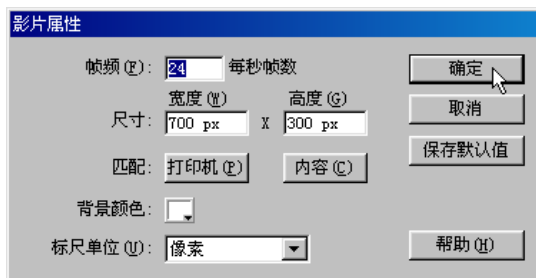 影片属性
帧频(F): 24 每秒帧数
确定
宽度(W) 高度(G)
尺寸: 700 px X 300 px
取消
匹配: 打印机(P) 内容(C)
保存默认值
背景颜色:
标尺单位(U): 像素
帮助(H)